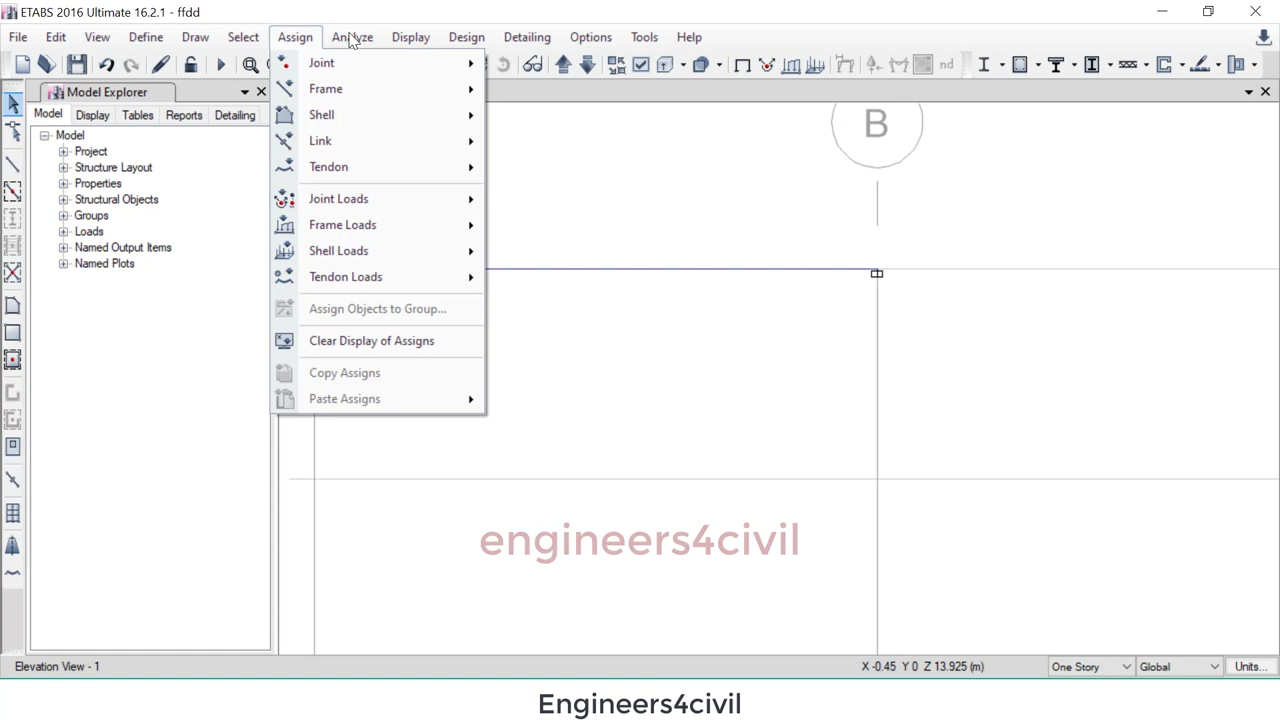 ETABS 2016 Ultimate 16.2.1 - ffdd
File Edit View Define Draw Select Assign Analyze Display Design Detailing Options Tools Help
nd
Model Explorer
Model Display Tables Reports Detailing
Model
Project
Structure Layout
Properties
Structural Objects
Groups
Loads
Named Output Items
Named Plots
Joint
Frame
Shell
Link
Tendon
Joint Loads
Frame Loads
Shell Loads
Tendon Loads
Assign Objects to Group...
Clear Display of Assigns
Copy Assigns
Paste Assigns
B
engineers4civil
Elevation View - 1
X -0.45 Y 0 Z 13.925 (m)
One Story
Global
Units...
Engineers4civil